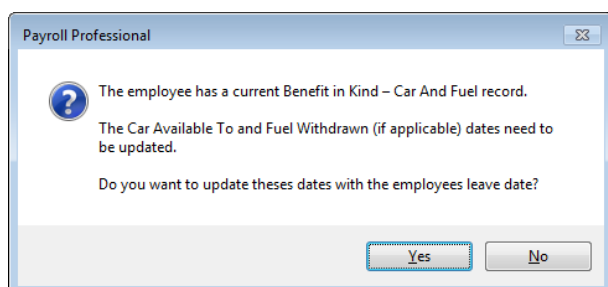 Payroll Professional
The employee has a current Benefit in Kind – Car And Fuel record.
The Car Available To and Fuel Withdrawn (if applicable) dates need to
be updated.
Do you want to update theses dates with the employees leave date?
Yes
No